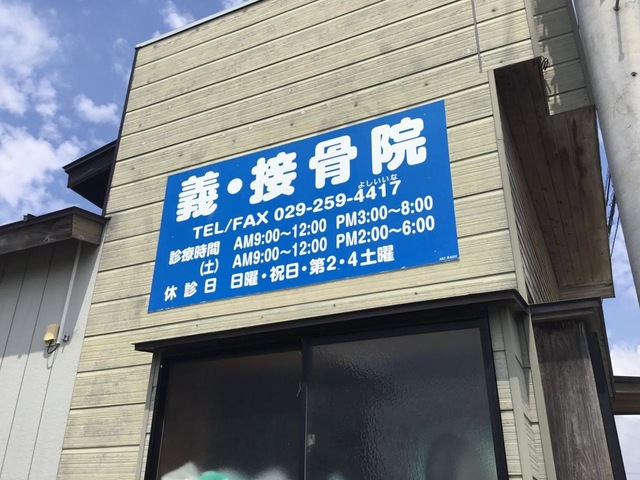 義・接骨院
よしいいな
TEL/FAX 029-259-4417
診療時間 AM9:00～12:00 PM3:00～8:00
(土) AM9:00～12:00 PM2:00～6:00
休診日 日曜・祝日・第2・4土曜